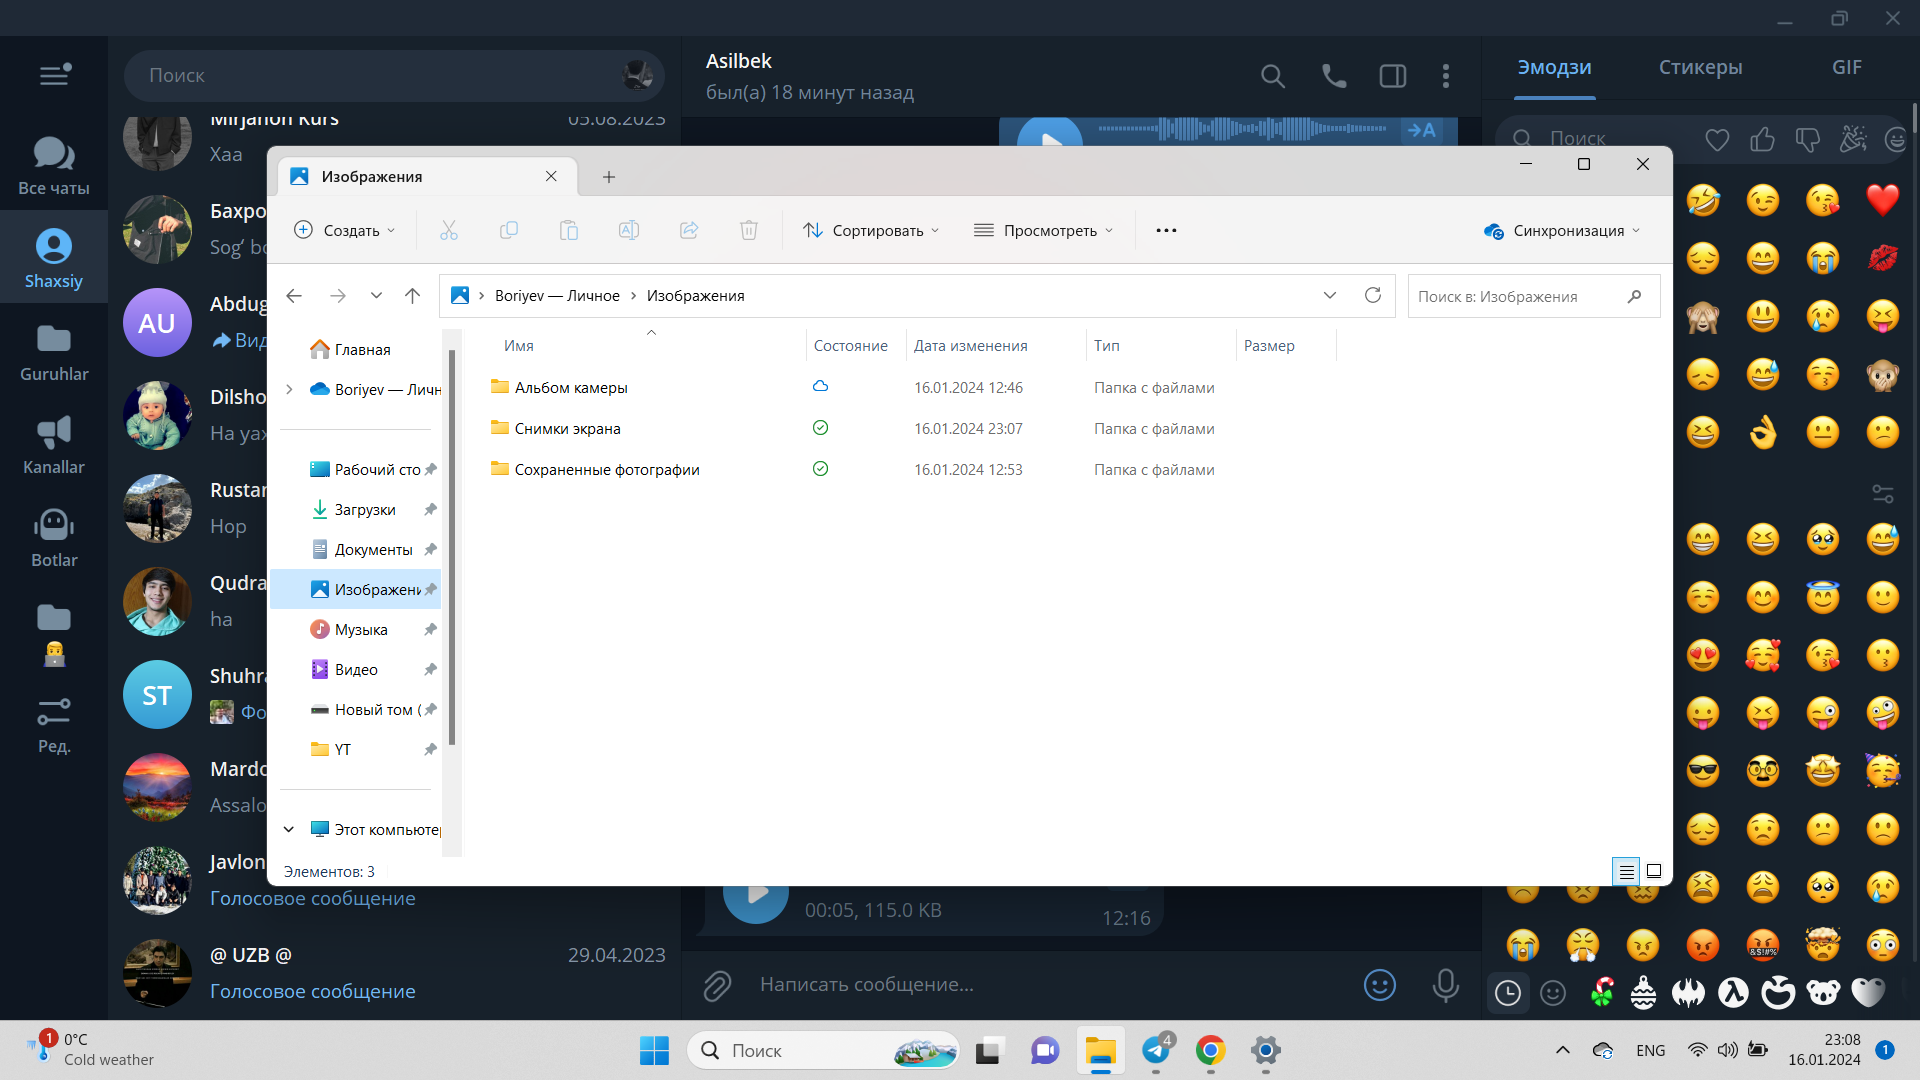 Поиск
Asilbek
был(а) 18 минут назад
Эмодзи
Стикеры
GIF
Mirjahon Kurs
05.08.2023
Xaa
Все чаты
Shaxsiy
Guruhlar
Kanallar
Botlar
Ред.
Бахро
Sogʻ bo
AU
Abdug
Вид
Dilsho
На уах
Rustar
Hop
Qudra
ha
ST
Shuhra
Фо
Mardo
Assalo
Javlon
Голосовое сообщение
@ UZB @
29.04.2023
Голосовое сообщение
→A
Поиск
Изображения
Создать
Сортировать
Просмотреть
Синхронизация
Boriyev — Личное
Изображения
Поиск в: Изображения
Главная
Boriyev — Личн
Рабочий сто
Загрузки
Документы
Изображени
Музыка
Видео
Новый том (
YT
Этот компьютер
Имя
Состояние
Дата изменения
Тип
Размер
Альбом камеры
16.01.2024 12:46
Папка с файлами
Снимки экрана
16.01.2024 23:07
Папка с файлами
Сохраненные фотографии
16.01.2024 12:53
Папка с файлами
Элементов: 3
00:05, 115.0 KB
12:16
Написать сообщение...
1
0°C
Cold weather
Поиск
4
ENG
23:08
16.01.2024
1